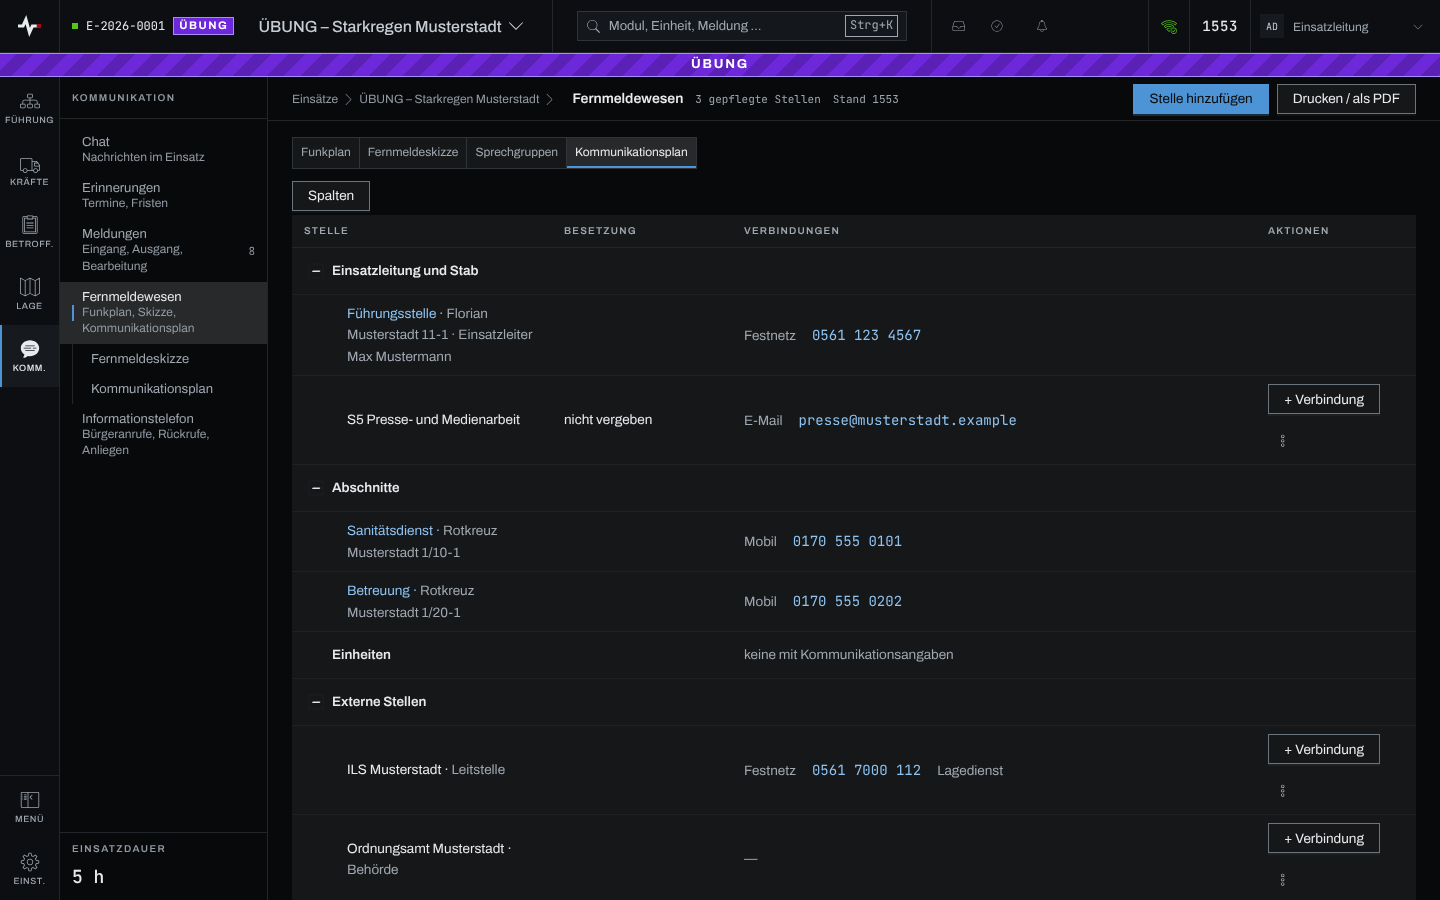 E-2026-0001 ÜBUNG ÜBUNG – Starkregen Musterstadt Modul, Einheit, Meldung ... Strg+K 1553 AD Einsatzleitung
ÜBUNG
FÜHRUNG
KRÄFTE
BETROFF.
LAGE
KOMM.
MENÜ
EINST.
KOMMUNIKATION
Chat
Nachrichten im Einsatz
Erinnerungen
Termine, Fristen
Meldungen
Eingang, Ausgang,
Bearbeitung
8
Fernmeldewesen
Funkplan, Skizze,
Kommunikationsplan
Fernmeldeskizze
Kommunikationsplan
Informationstelefon
Bürgeranrufe, Rückrufe,
Anliegen
EINSATZDAUER
5 h
Einsätze ÜBUNG – Starkregen Musterstadt Fernmeldewesen 3 gepflegte Stellen Stand 1553 Stelle hinzufügen Drucken / als PDF
Funkplan Fernmeldeskizze Sprechgruppen Kommunikationsplan
Spalten
STELLE BESETZUNG VERBINDUNGEN AKTIONEN
– Einsatzleitung und Stab
Führungsstelle · Florian
Musterstadt 11-1 · Einsatzleiter
Max Mustermann
Festnetz 0561 123 4567
S5 Presse- und Medienarbeit nicht vergeben E-Mail presse@musterstadt.example + Verbindung
– Abschnitte
Sanitätsdienst · Rotkreuz
Musterstadt 1/10-1
Mobil 0170 555 0101
Betreuung · Rotkreuz
Musterstadt 1/20-1
Mobil 0170 555 0202
Einheiten keine mit Kommunikationsangaben
– Externe Stellen
ILS Musterstadt · Leitstelle Festnetz 0561 7000 112 Lagedienst + Verbindung
Ordnungsamt Musterstadt ·
Behörde
— + Verbindung